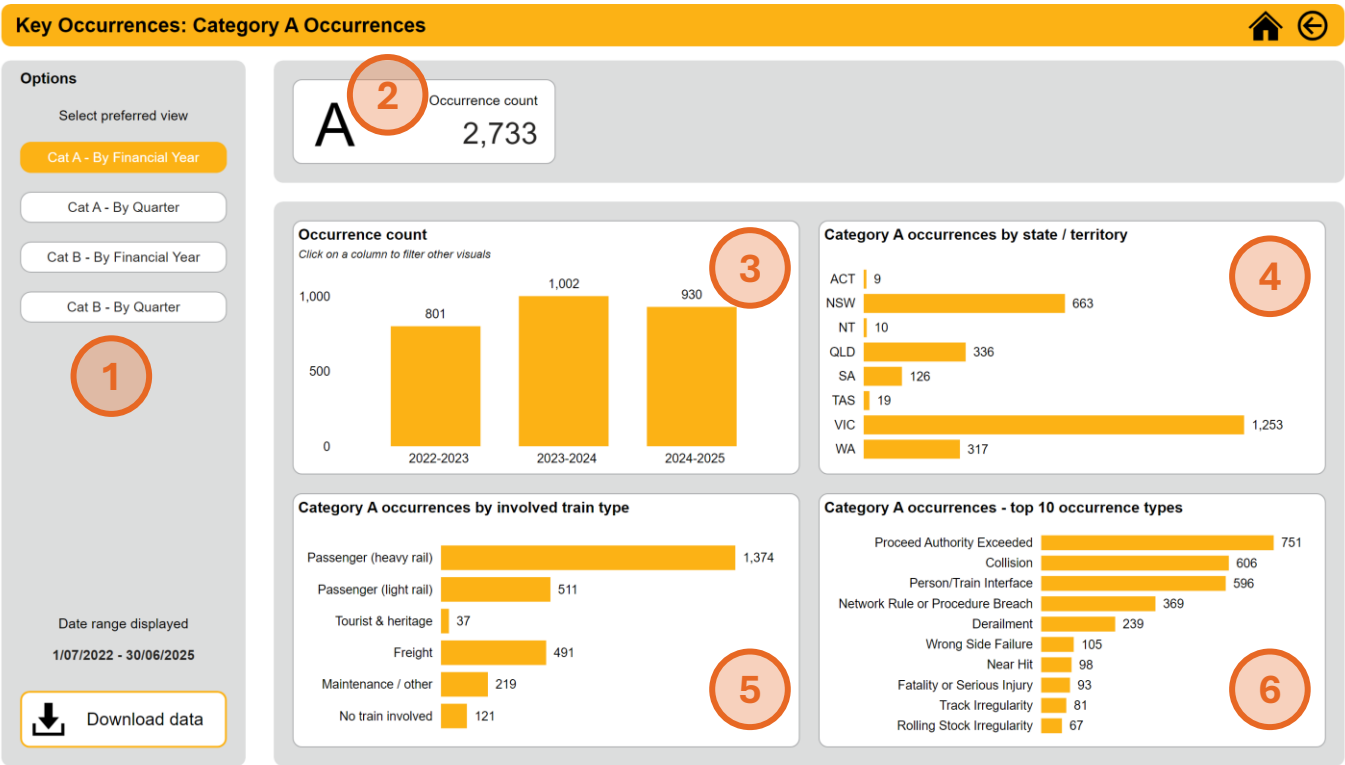 Key Occurrences: Category A Occurrences
Options
Select preferred view
Cat A - By Financial Year
Cat A - By Quarter
Cat B - By Financial Year
Cat B - By Quarter
1
Date range displayed
1/07/2022 - 30/06/2025
Download data
A
2
Occurrence count
2,733
Occurrence count
Click on a column to filter other visuals
3
1,000
500
0
801
1,002
930
2022-2023
2023-2024
2024-2025
Category A occurrences by state / territory
4
ACT 9
NSW 663
NT 10
QLD 336
SA 126
TAS 19
VIC 1,253
WA 317
Category A occurrences by involved train type
Passenger (heavy rail) 1,374
Passenger (light rail) 511
Tourist & heritage 37
Freight 491
Maintenance / other 219
No train involved 121
5
Category A occurrences - top 10 occurrence types
Proceed Authority Exceeded 751
Collision 606
Person/Train Interface 596
Network Rule or Procedure Breach 369
Derailment 239
Wrong Side Failure 105
Near Hit 98
Fatality or Serious Injury 93
Track Irregularity 81
Rolling Stock Irregularity 67
6